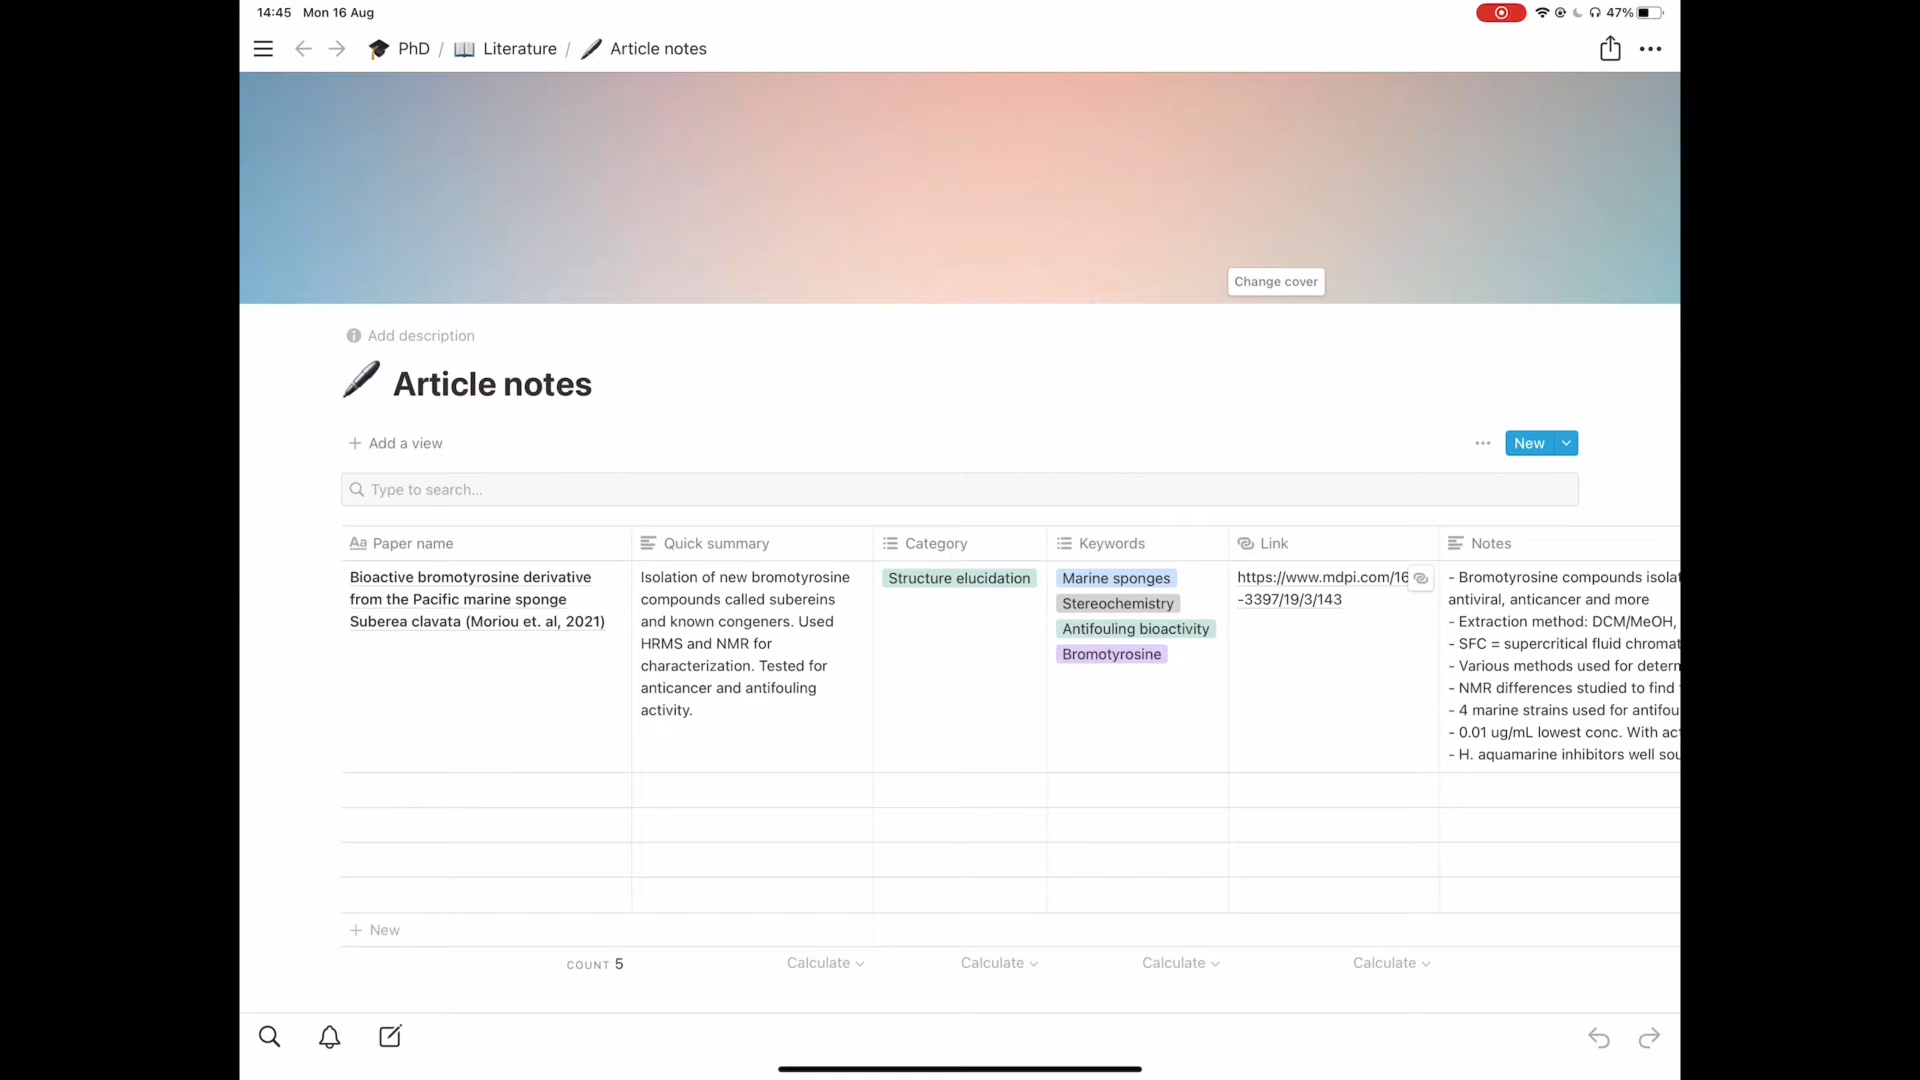 14:45 Mon 16 Aug
47%
PhD / Literature / Article notes
Change cover
Add description
Article notes
Add a view
New
Type to search...
Paper name
Quick summary
Category
Keywords
Link
Notes
Bioactive bromotyrosine derivative
from the Pacific marine sponge
Suberea clavata (Moriou et. al, 2021)
Isolation of new bromotyrosine
compounds called subereins
and known congeners. Used
HRMS and NMR for
characterization. Tested for
anticancer and antifouling
activity.
Structure elucidation
Marine sponges
Stereochemistry
Antifouling bioactivity
Bromotyrosine
https://www.mdpi.com/16
-3397/19/3/143
- Bromotyrosine compounds isolat
antiviral, anticancer and more
- Extraction method: DCM/MeOH,
- SFC = supercritical fluid chromat
- Various methods used for determ
- NMR differences studied to find
- 4 marine strains used for antifou
- 0.01 ug/mL lowest conc. With ac
- H. aquamarine inhibitors well sou
New
COUNT 5
Calculate
Calculate
Calculate
Calculate